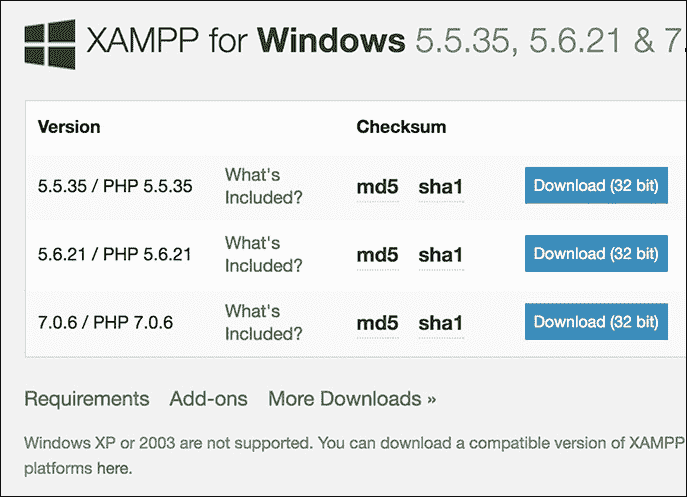 XAMPP for Windows 5.5.35, 5.6.21 & 7.
Version Checksum
5.5.35 / PHP 5.5.35 What's Included? md5 sha1 Download (32 bit)
5.6.21 / PHP 5.6.21 What's Included? md5 sha1 Download (32 bit)
7.0.6 / PHP 7.0.6 What's Included? md5 sha1 Download (32 bit)
Requirements Add-ons More Downloads »
Windows XP or 2003 are not supported. You can download a compatible version of XAMPP
platforms here.